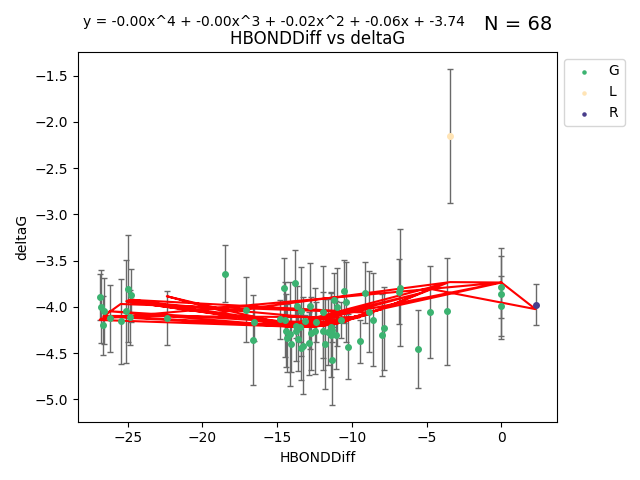 y = -0.00x^4 + -0.00x^3 + -0.02x^2 + -0.06x + -3.74
N = 68
HBONDDiff vs deltaG
G
L
R
deltaG
−1.5
−2.0
−2.5
−3.0
−3.5
−4.0
−4.5
−5.0
−25 −20 −15 −10 −5 0
HBONDDiff